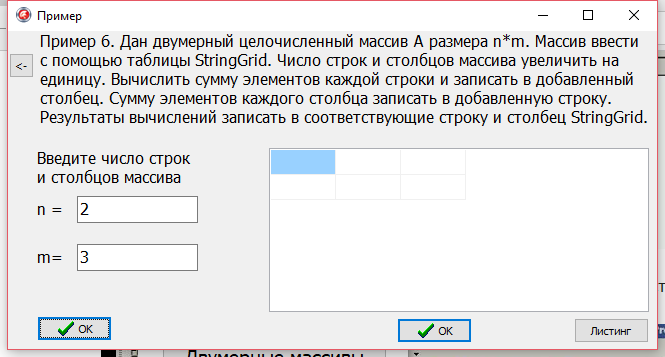 Пример
Пример 6. Дан двумерный целочисленный массив А размера n*m. Массив ввести
<-
с помощью таблицы StringGrid. Число строк и столбцов массива увеличить на
единицу. Вычислить сумму элементов каждой строки и записать в добавленный
столбец. Сумму элементов каждого столбца записать в добавленную строку.
Результаты вычислений записать в соответствующие строку и столбец StringGrid.
Введите число строк
и столбцов массива
n = 2
m= 3
OK
OK
Листинг